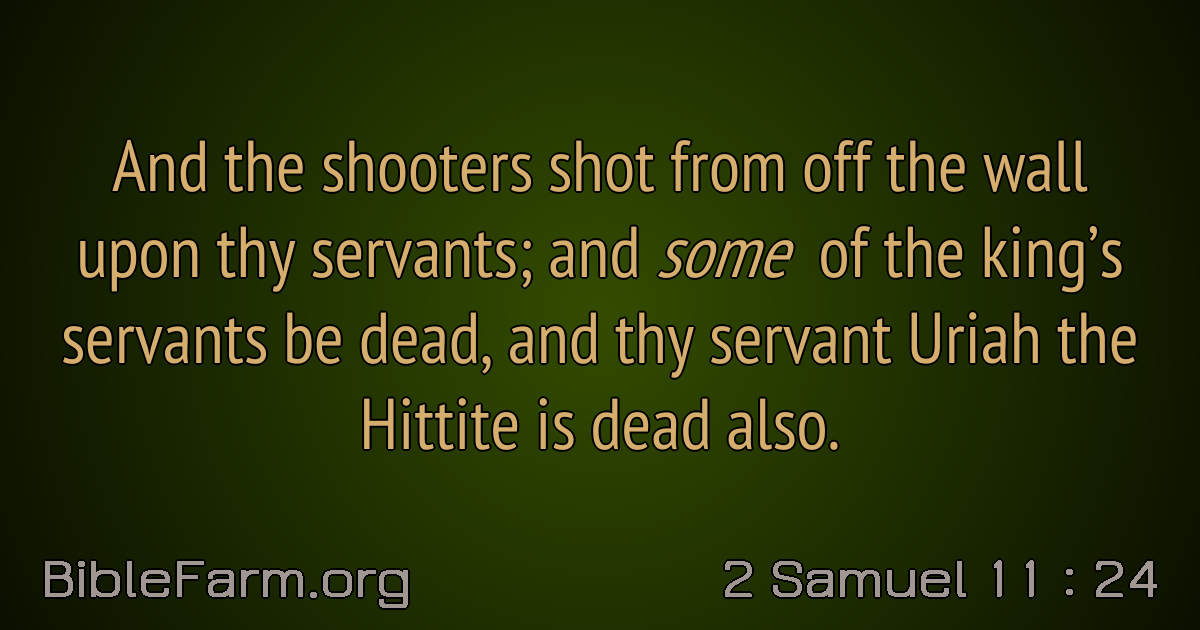 And the shooters shot from off the wall
upon thy servants; and some of the king’s
servants be dead, and thy servant Uriah the
Hittite is dead also.
BibleFarm.org
2 Samuel 11 : 24